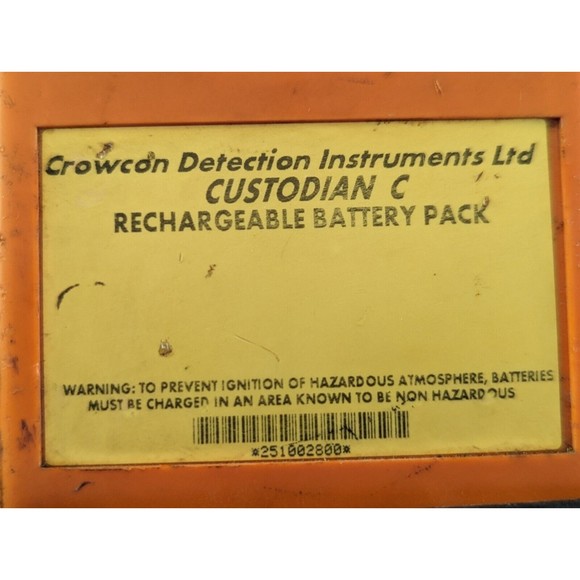 Crowcon Detection Instruments Ltd
CUSTODIAN C
RECHARGEABLE BATTERY PACK
WARNING: TO PREVENT IGNITION OF HAZARDOUS ATMOSPHERE, BATTERIES
MUST BE CHARGED IN AN AREA KNOWN TO BE NON HAZARDOUS
*251002800*